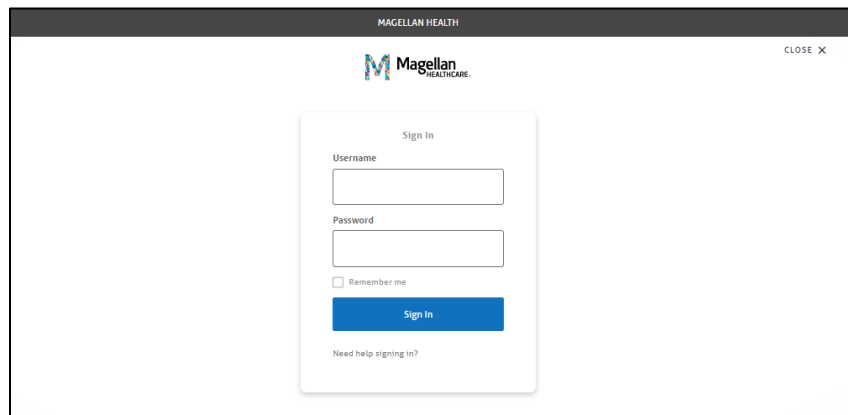 MAGELLAN HEALTH
CLOSE X
Magellan
HEALTHCARE.
Sign In
Username
Password
Remember me
Sign In
Need help signing in?